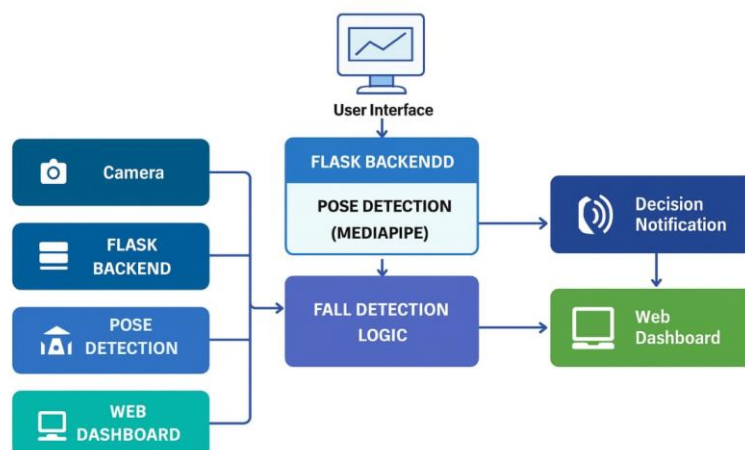 User Interface
Camera
FLASK
BACKEND
POSE
DETECTION
WEB
DASHBOARD
FLASK BACKENDD
POSE DETECTION
(MEDIAPIPE)
FALL DETECTION
LOGIC
Decision
Notification
Web
Dashboard